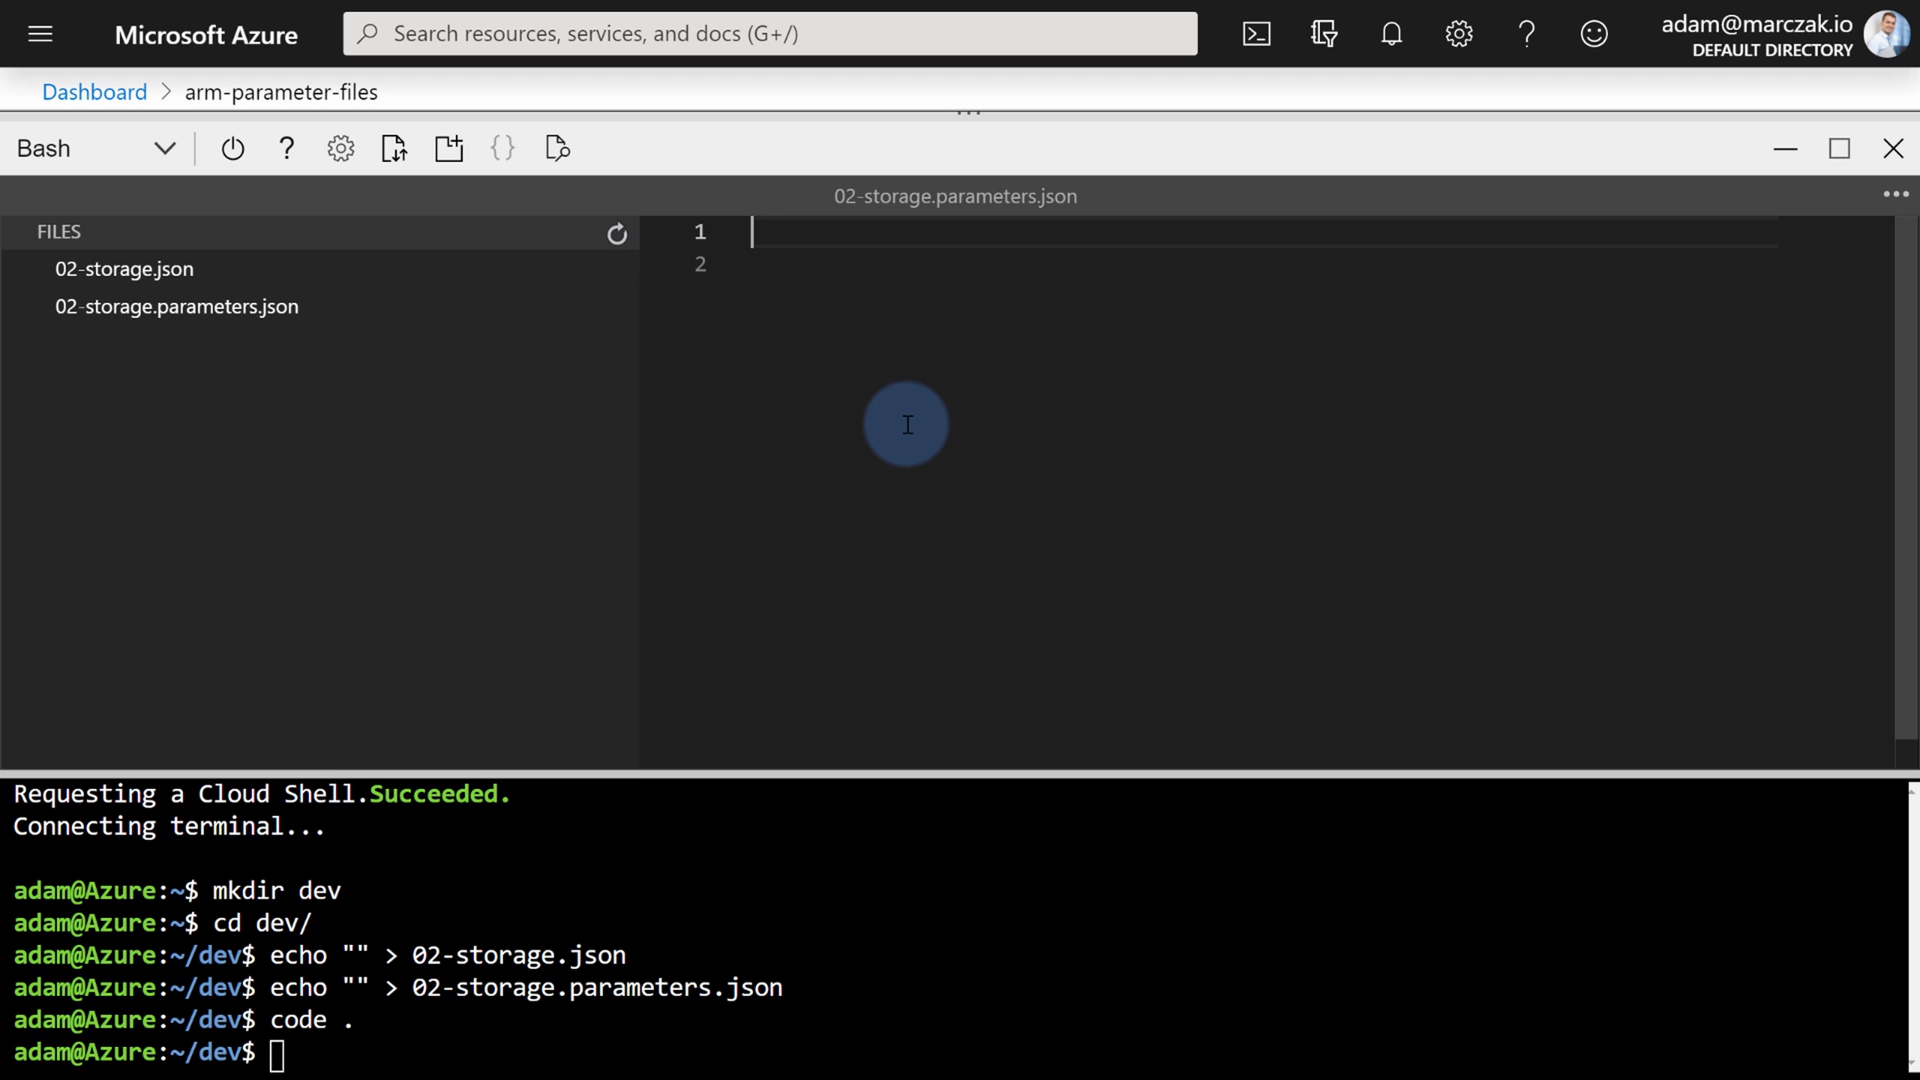 Microsoft Azure
Search resources, services, and docs (G+/)
adam@marczak.io
DEFAULT DIRECTORY
Dashboard > arm-parameter-files
Bash
02-storage.parameters.json
FILES
02-storage.json
02-storage.parameters.json
1
2
Requesting a Cloud Shell.Succeeded.
Connecting terminal...
adam@Azure:~$ mkdir dev
adam@Azure:~$ cd dev/
adam@Azure:~/dev$ echo "" > 02-storage.json
adam@Azure:~/dev$ echo "" > 02-storage.parameters.json
adam@Azure:~/dev$ code .
adam@Azure:~/dev$